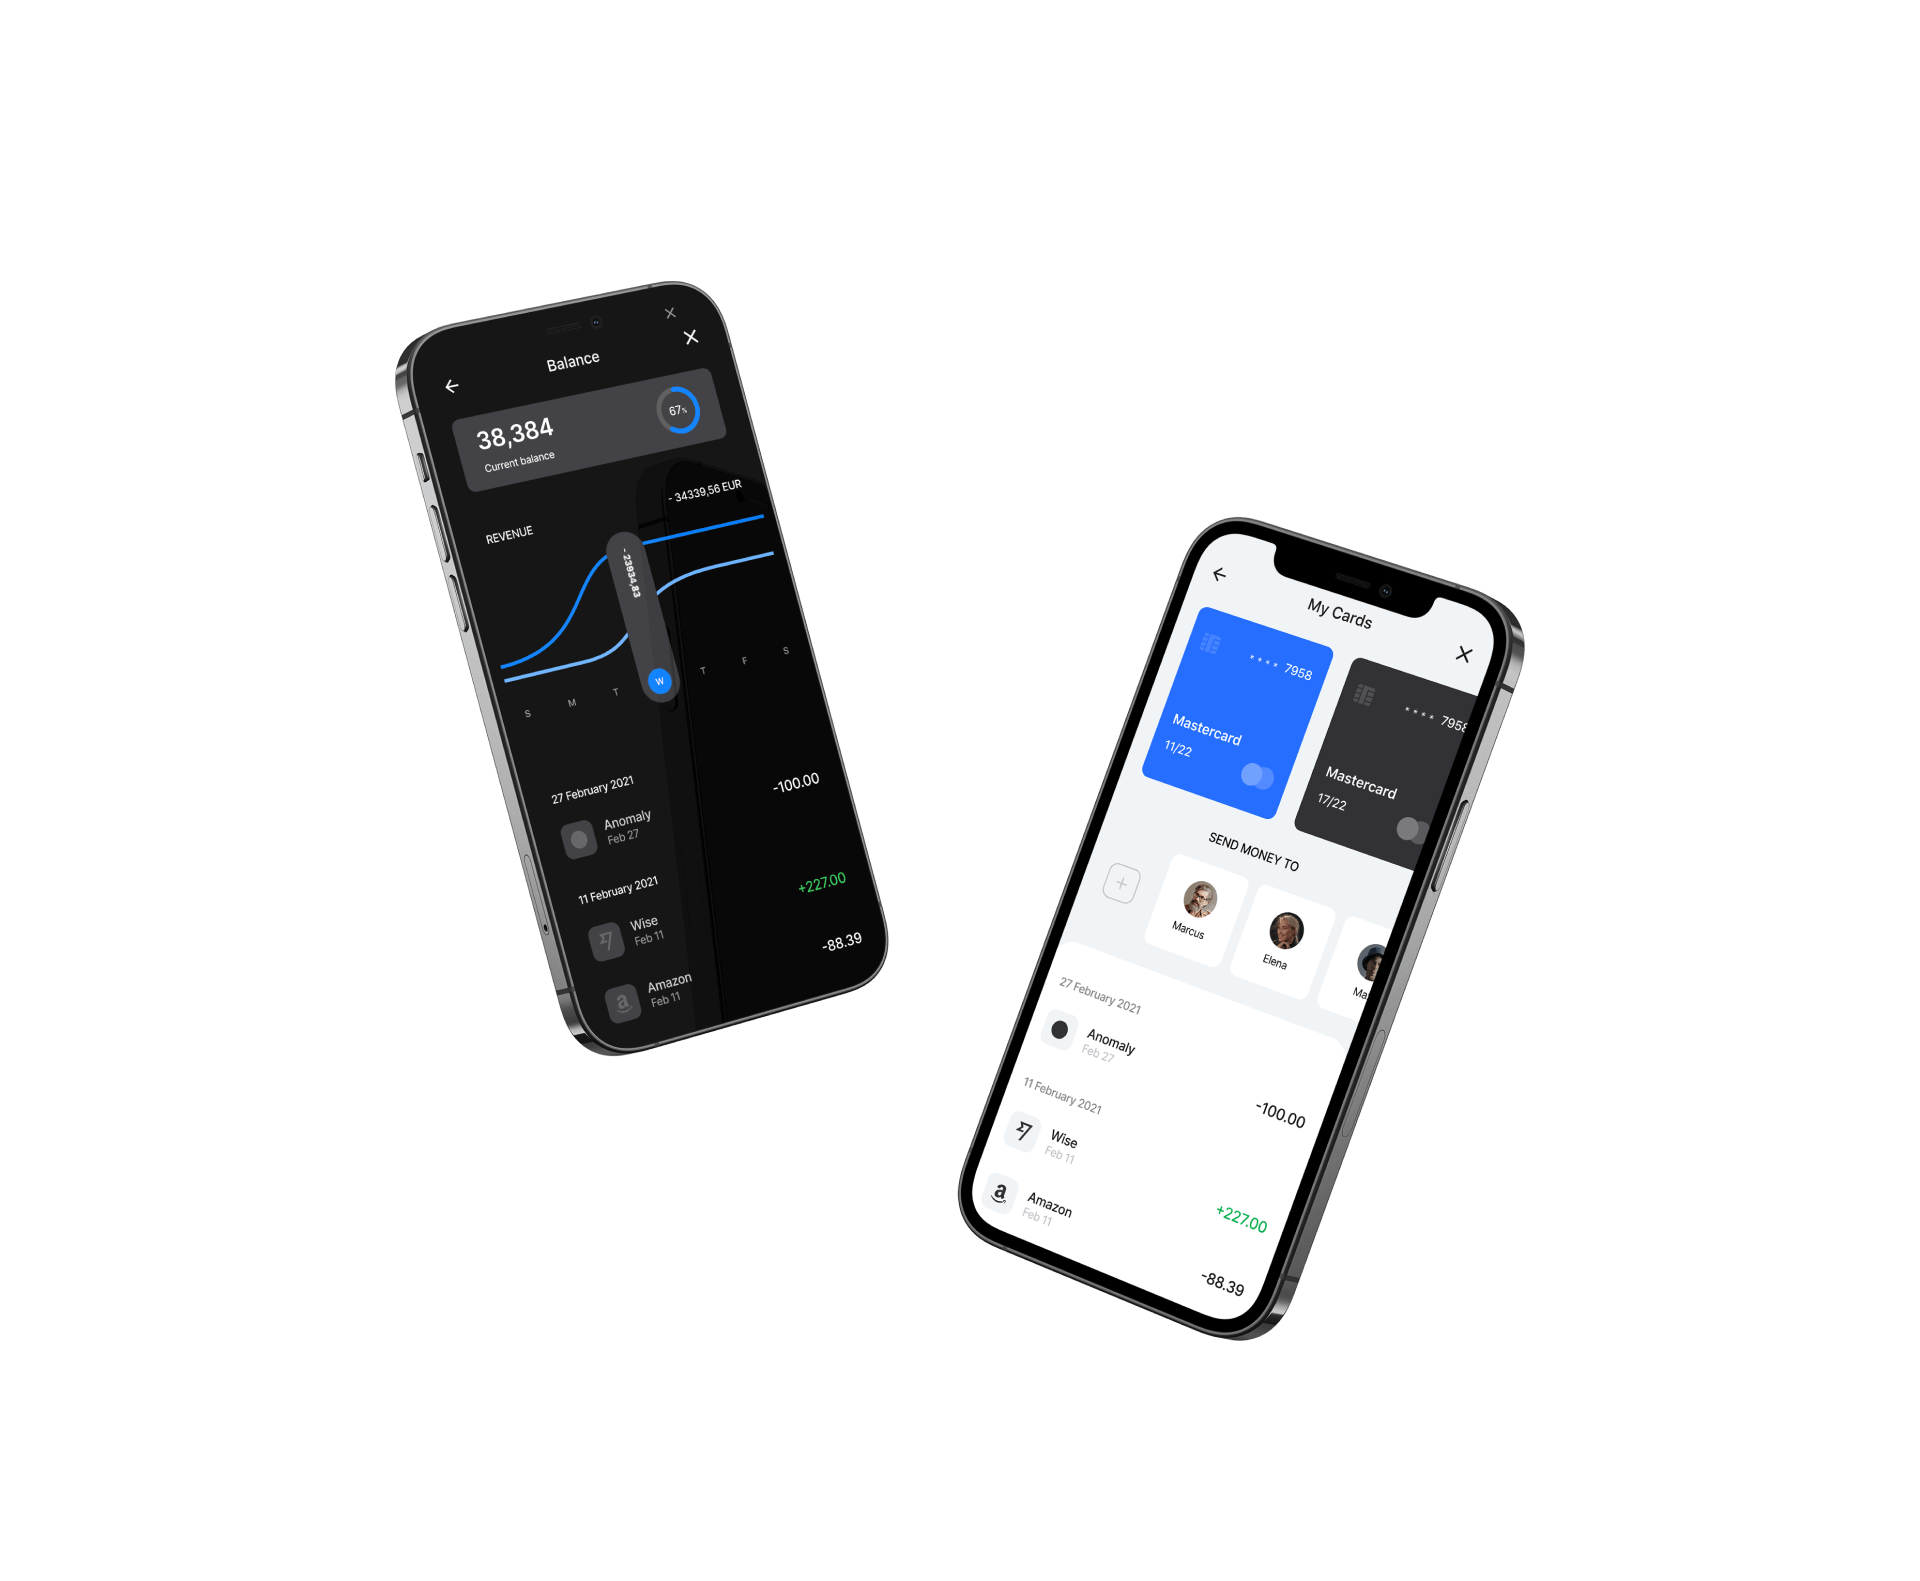 Balance
38,384
67%
Current balance
- 34339,56 EUR
REVENUE
- 23934,83
S M T W T F S
27 February 2021
Anomaly
Feb 27
-100.00
11 February 2021
Wise
Feb 11
+227.00
Amazon
Feb 11
-88.39
My Cards
**** 7958
Mastercard
11/22
**** 7958
Mastercard
17/22
SEND MONEY TO
Marcus
Elena
Ma
27 February 2021
Anomaly
Feb 27
-100.00
11 February 2021
Wise
Feb 11
+227.00
Amazon
Feb 11
-88.39